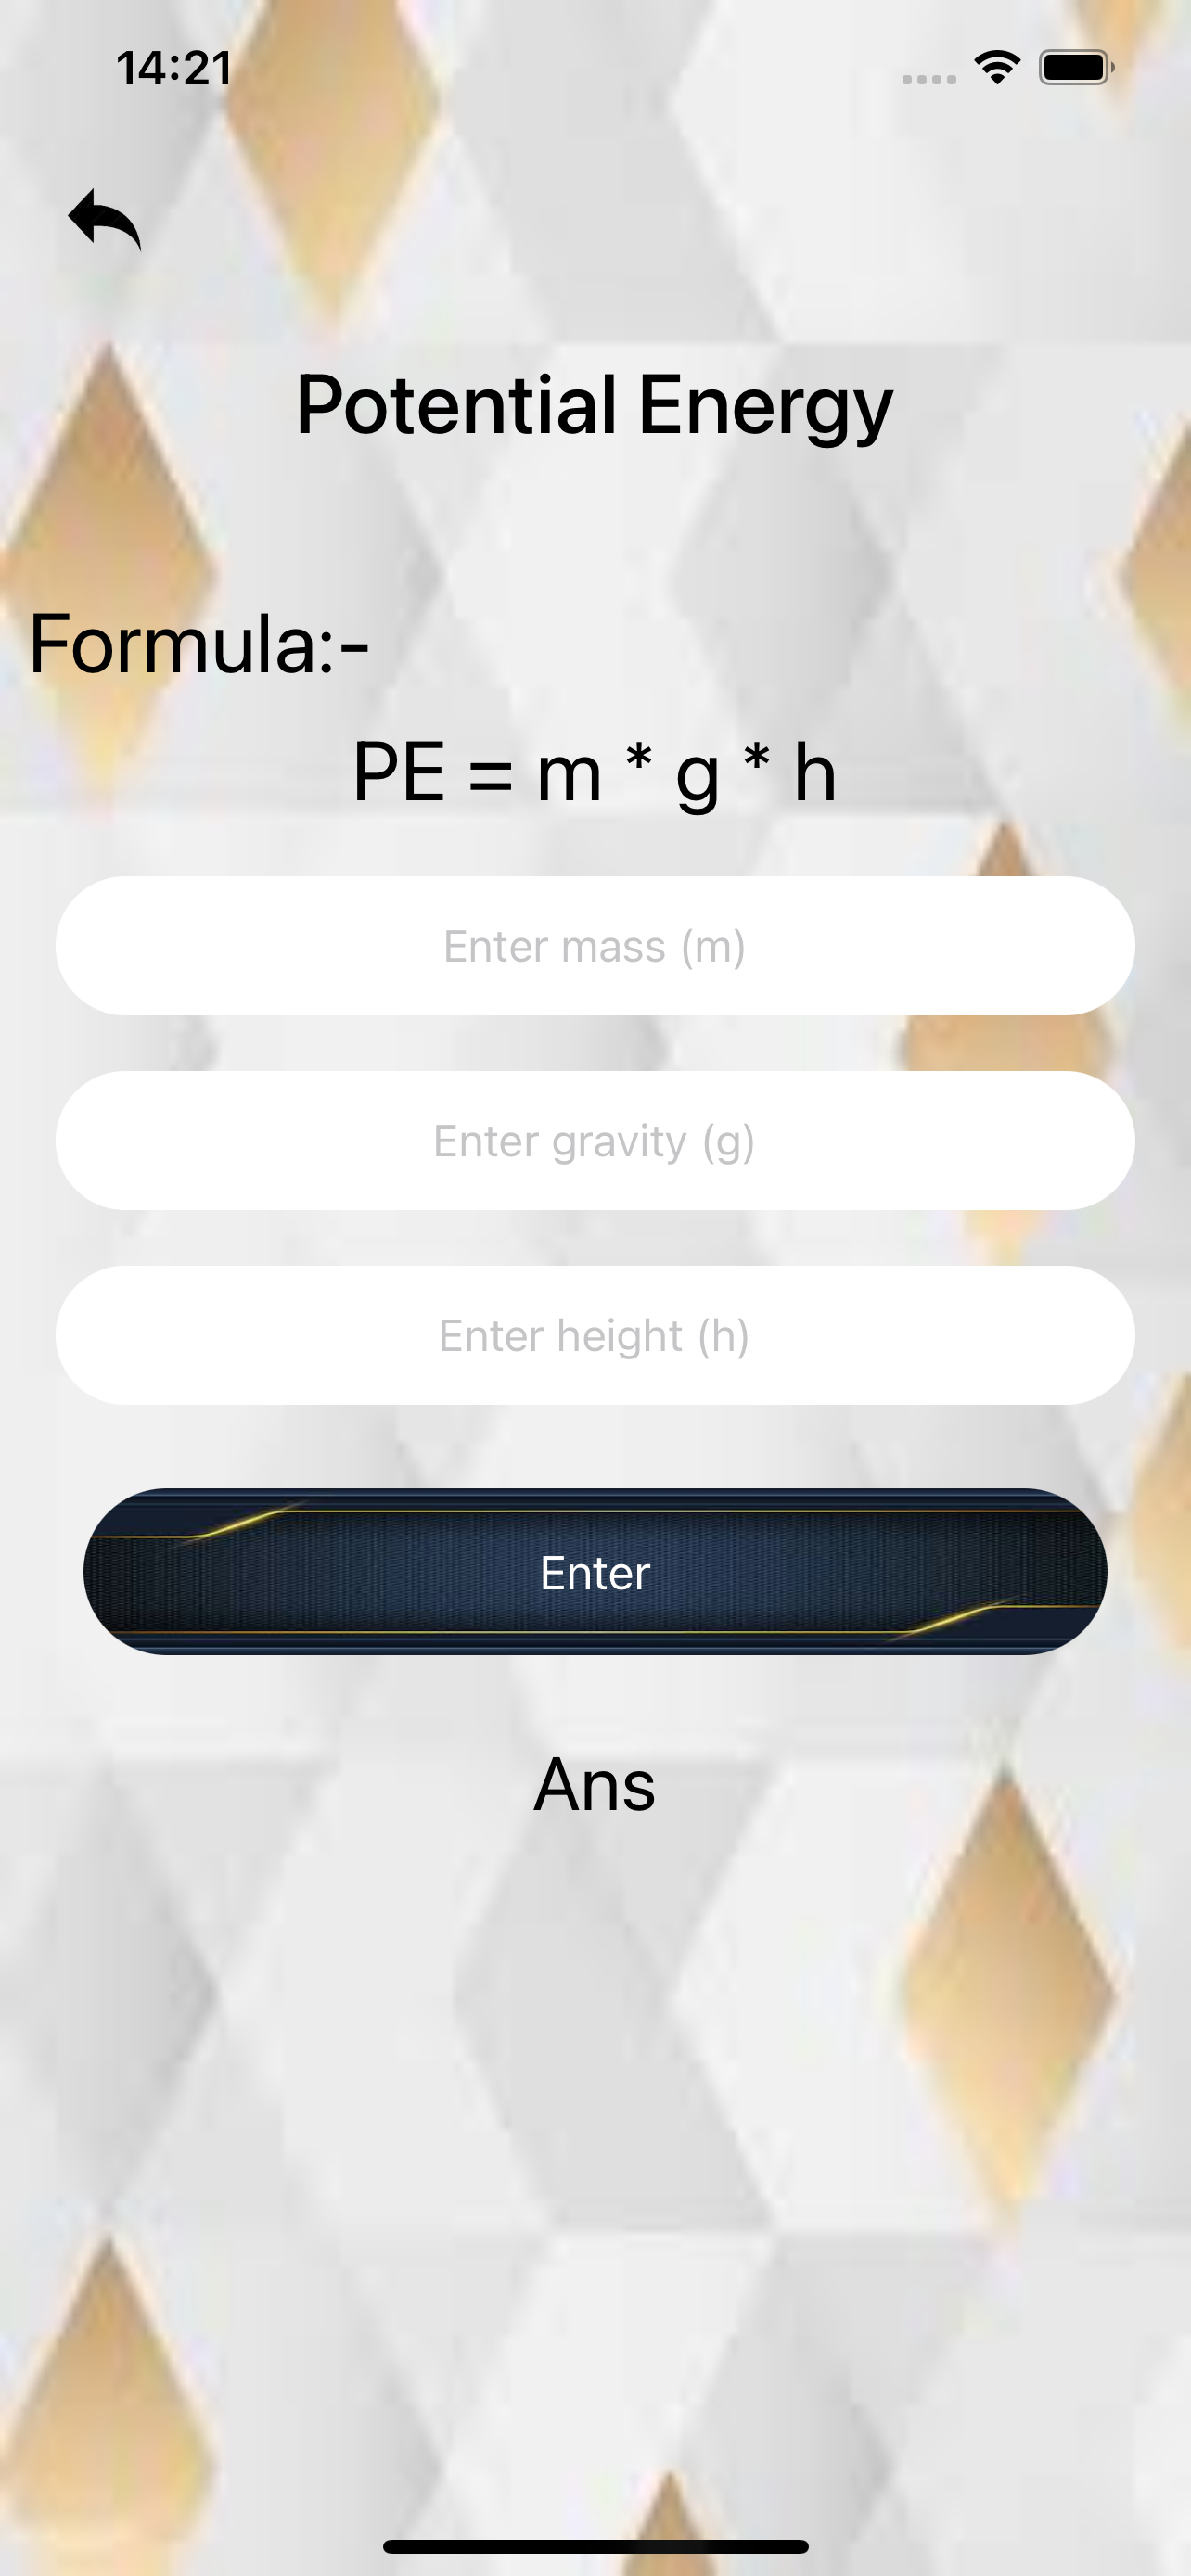 14:21
Potential Energy
Formula:-
PE = m * g * h
Enter mass (m)
Enter gravity (g)
Enter height (h)
Enter
Ans